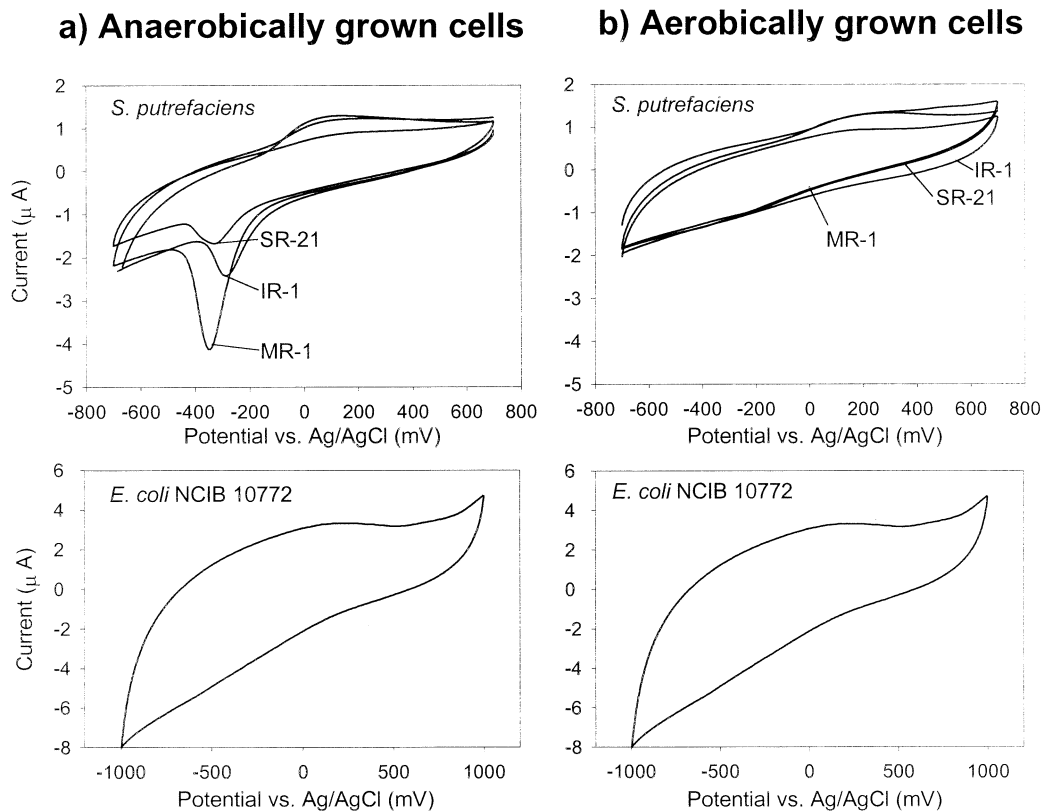 a) Anaerobically grown cells
b) Aerobically grown cells
2
1
0
-1
-2
-3
-4
-5
Current (μ A)
S. putrefaciens
SR-21
IR-1
MR-1
-800 -600 -400 -200 0 200 400 600 800
Potential vs. Ag/AgCl (mV)
2
1
0
-1
-2
-3
-4
5
S. putrefaciens
IR-1
SR-21
MR-1
-800 -600 -400 -200 0 200 400 600 800
Potential vs. Ag/AgCl (mV)
6
4
2
0
-2
-4
-6
-8
Current (μ A)
E. coli NCIB 10772
-1000 -500 0 500 1000
Potential vs. Ag/AgCl (mV)
6
4
2
0
-2
-4
-6
-8
E. coli NCIB 10772
-1000 -500 0 500 1000
Potential vs. Ag/AgCl (mV)